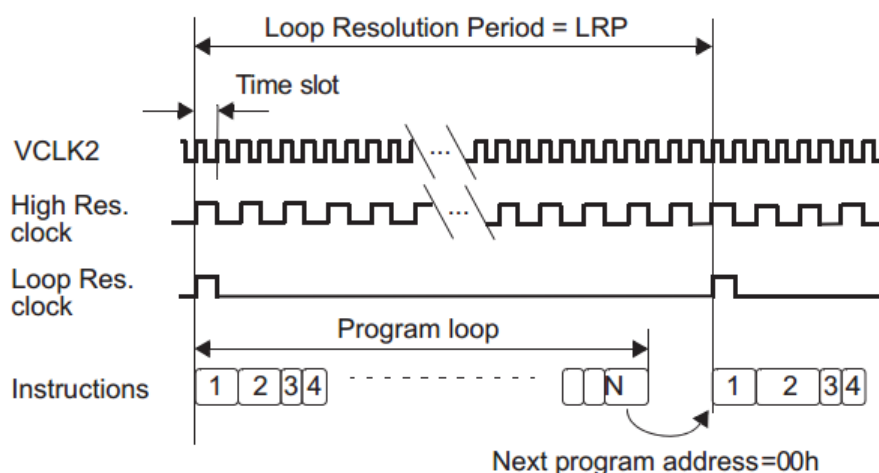 Loop Resolution Period = LRP
Time slot
VCLK2
...
High Res.
clock
...
Loop Res.
clock
Program loop
Instructions
1 2 3 4 N 1 2 3 4
Next program address=00h